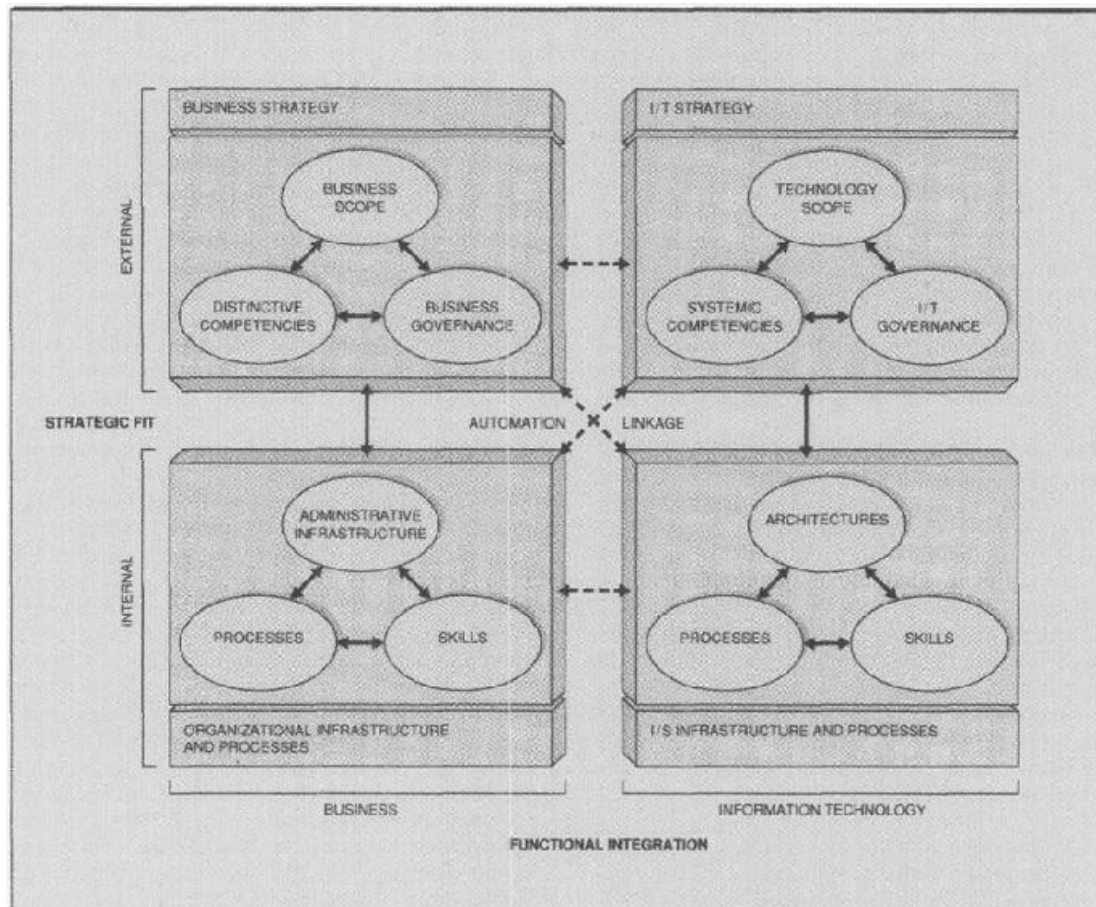 BUSINESS STRATEGY
I/T STRATEGY
BUSINESS
SCOPE
TECHNOLOGY
SCOPE
EXTERNAL
DISTINCTIVE
COMPETENCIES
BUSINESS
GOVERNANCE
SYSTEMIC
COMPETENCIES
I/T
GOVERNANCE
STRATEGIC FIT
AUTOMATION
LINKAGE
ADMINISTRATIVE
INFRASTRUCTURE
ARCHITECTURES
INTERNAL
PROCESSES
SKILLS
PROCESSES
SKILLS
ORGANIZATIONAL INFRASTRUCTURE
AND PROCESSES
I/S INFRASTRUCTURE AND PROCESSES
BUSINESS
INFORMATION TECHNOLOGY
FUNCTIONAL INTEGRATION